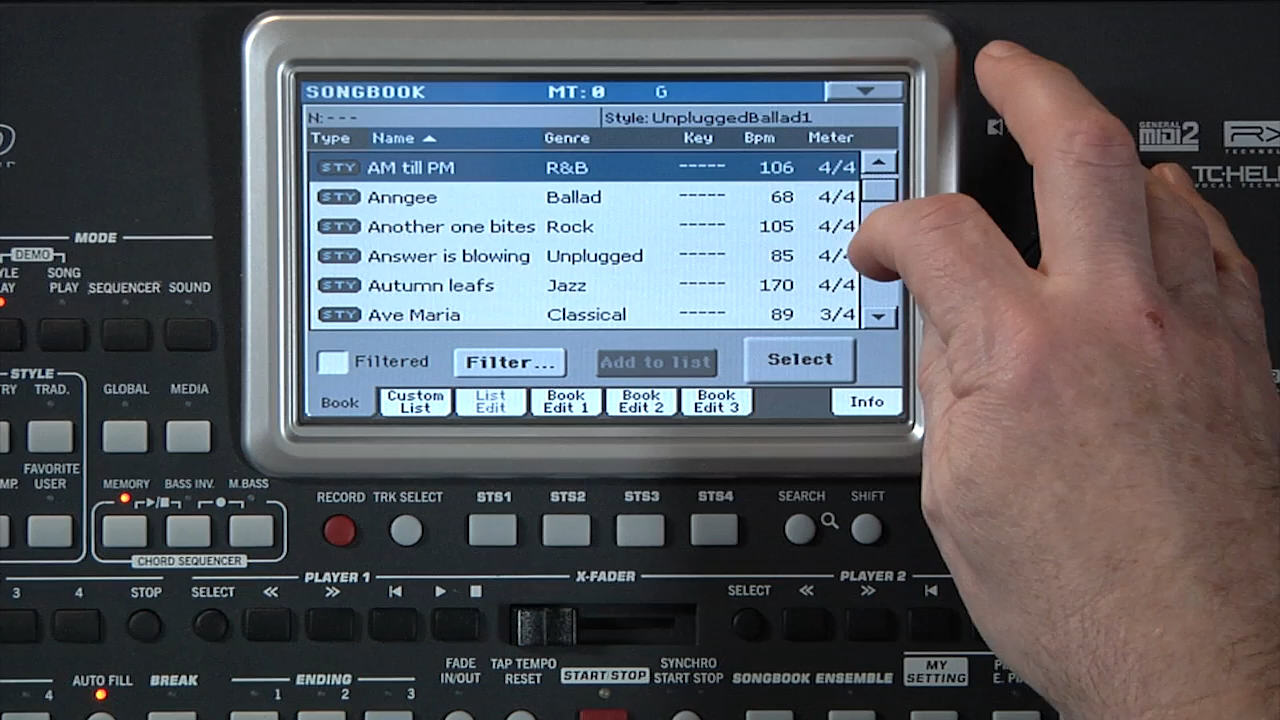 SONGBOOK MT: 0 G
N: --- Style: UnpluggedBallad1
Type Name Genre Key Bpm Meter
STY AM till PM R&B ----- 106 4/4
STY Anngee Ballad ----- 68 4/4
STY Another one bites Rock ----- 105 4/4
STY Answer is blowing Unplugged ----- 85 4/
STY Autumn leafs Jazz ----- 170 4/4
STY Ave Maria Classical ----- 89 3/4
Filtered Filter... Add to list Select
Book Custom List List Edit Book Edit 1 Book Edit 2 Book Edit 3 Info
GENERAL
MIDI2
TECHNO
TC-HEL
VOCAL TECHN
MODE
DEMO
SONG PLAY SEQUENCER SOUND
STYLE
TRAD. GLOBAL MEDIA
FAVORITE
USER MEMORY BASS INV. M.BASS
CHORD SEQUENCER
RECORD TRK SELECT STS1 STS2 STS3 STS4 SEARCH SHIFT
PLAYER 1 X-FADER PLAYER 2
3 4 STOP SELECT SELECT
4 AUTO FILL BREAK ENDING 1 2 3
FADE IN/OUT TAP TEMPO RESET START STOP SYNCHRO START STOP SONGBOOK ENSEMBLE MY SETTING